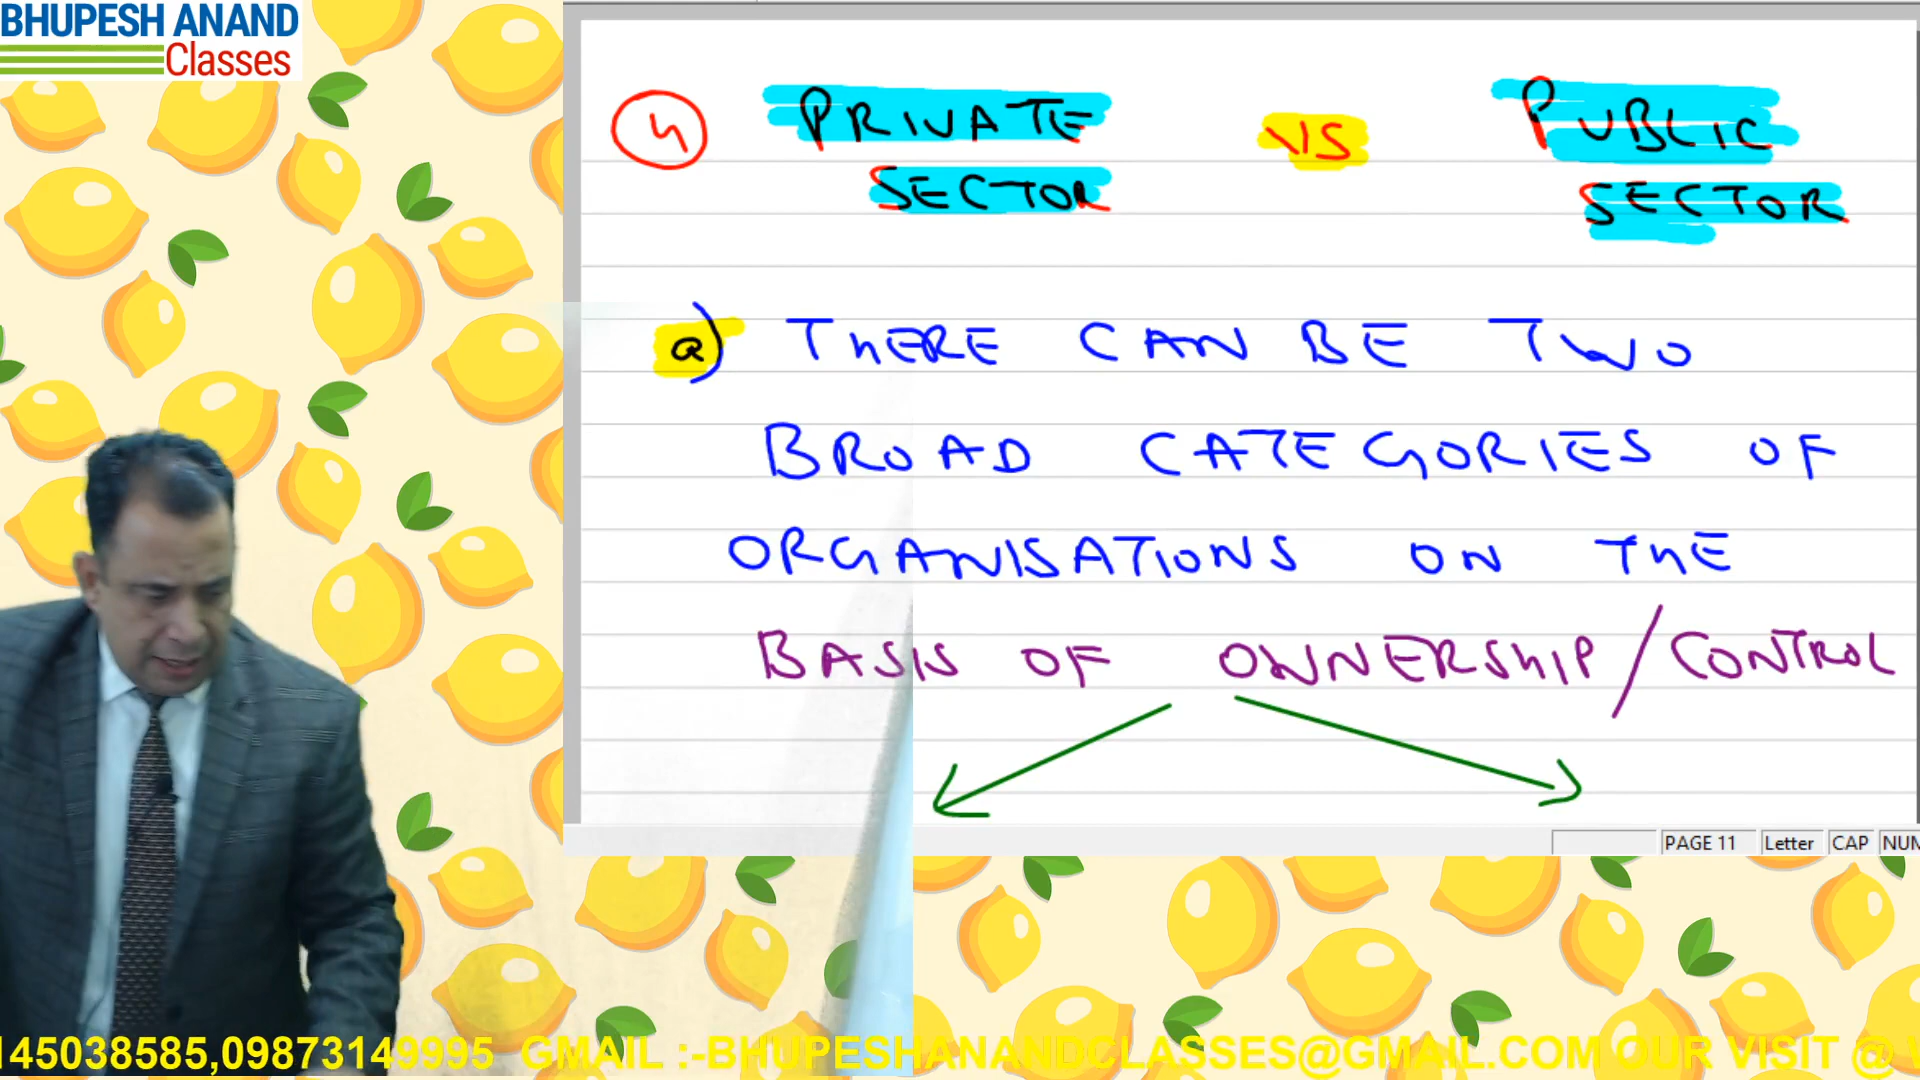 BHUPESH ANAND
Classes
4 PRIVATE SECTOR VS PUBLIC SECTOR
a) THERE CAN BE TWO
BROAD CATEGORIES OF
ORGANISATIONS ON THE
BASIS OF OWNERSHIP/CONTROL
PAGE 11 Letter CAP NUM
145038585,09873149995 GMAIL :-BHUPESHANANDCLASSES@GMAIL.COM OUR VISIT @